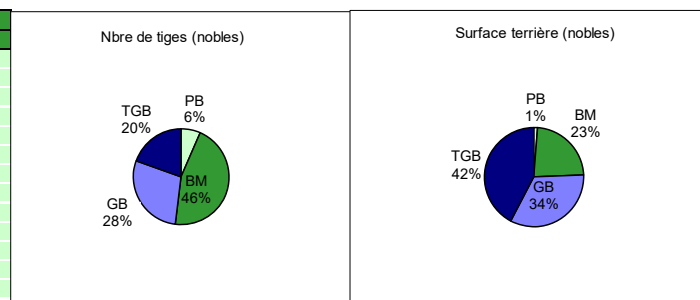 Nbre de tiges (nobles)
PB
6%
TGB
20%
BM
46%
GB
28%
Surface terrière (nobles)
PB
1%
BM
23%
TGB
42%
GB
34%